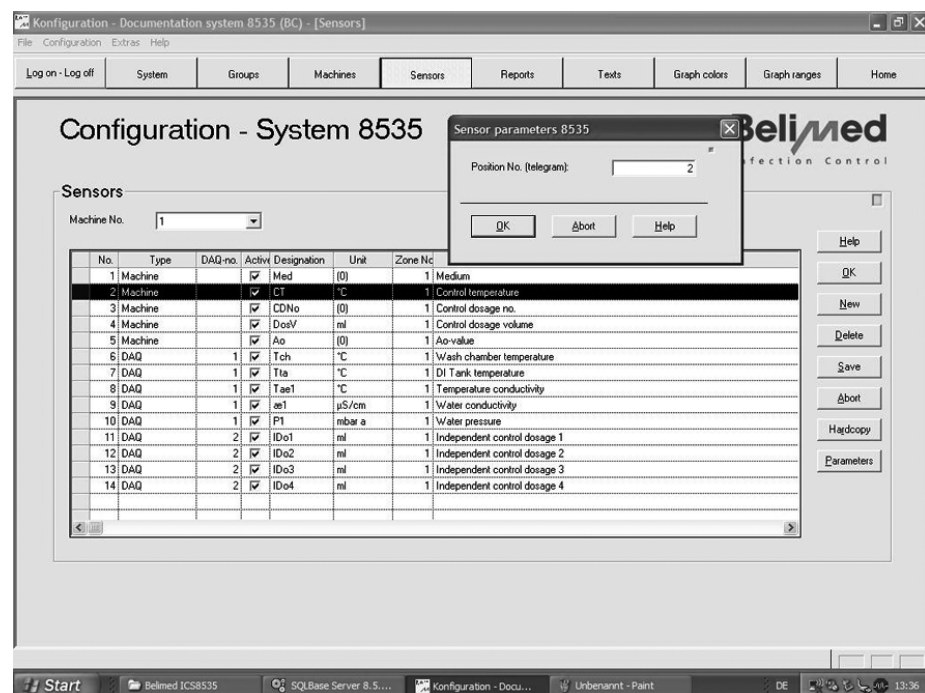 Konfiguration - Documentation system 8535 (BC) - [Sensors]
File Configuration Extras Help
Log on - Log off System Groups Machines Sensors Reports Texts Graph colors Graph ranges Home
Configuration - System 8535
Belimed
Infection Control
Sensor parameters 8535
Position No. (telegram): 2
OK Abort Help
Sensors
Machine No. 1
No. Type DAQ-no. Active Designation Unit Zone No
1 Machine Med (0) 1 Medium
2 Machine CT °C 1 Control temperature
3 Machine CDNo (0) 1 Control dosage no.
4 Machine DosV ml 1 Control dosage volume
5 Machine Ao (0) 1 Ao-value
6 DAQ 1 Tch °C 1 Wash chamber temperature
7 DAQ 1 Tta °C 1 DI Tank temperature
8 DAQ 1 Tae1 °C 1 Temperature conductivity
9 DAQ 1 æ1 µS/cm 1 Water conductivity
10 DAQ 1 P1 mbar a 1 Water pressure
11 DAQ 2 IDo1 ml 1 Independent control dosage 1
12 DAQ 2 IDo2 ml 1 Independent control dosage 2
13 DAQ 2 IDo3 ml 1 Independent control dosage 3
14 DAQ 2 IDo4 ml 1 Independent control dosage 4
Help
OK
New
Delete
Save
Abort
Hardcopy
Parameters
Start Belimed ICS8535 SQLBase Server 8.5.... Konfiguration - Docu... Unbenannt - Paint DE 13:36